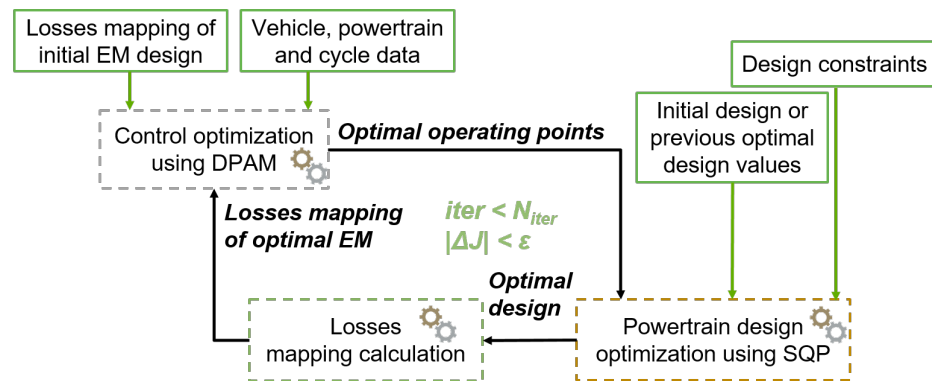 Losses mapping of
initial EM design
Vehicle, powertrain
and cycle data
Design constraints
Initial design or
previous optimal
design values
Control optimization
using DPAM
Optimal operating points
Losses mapping
of optimal EM
iter < N_iter
|ΔJ| < ε
Optimal
design
Losses
mapping calculation
Powertrain design
optimization using SQP